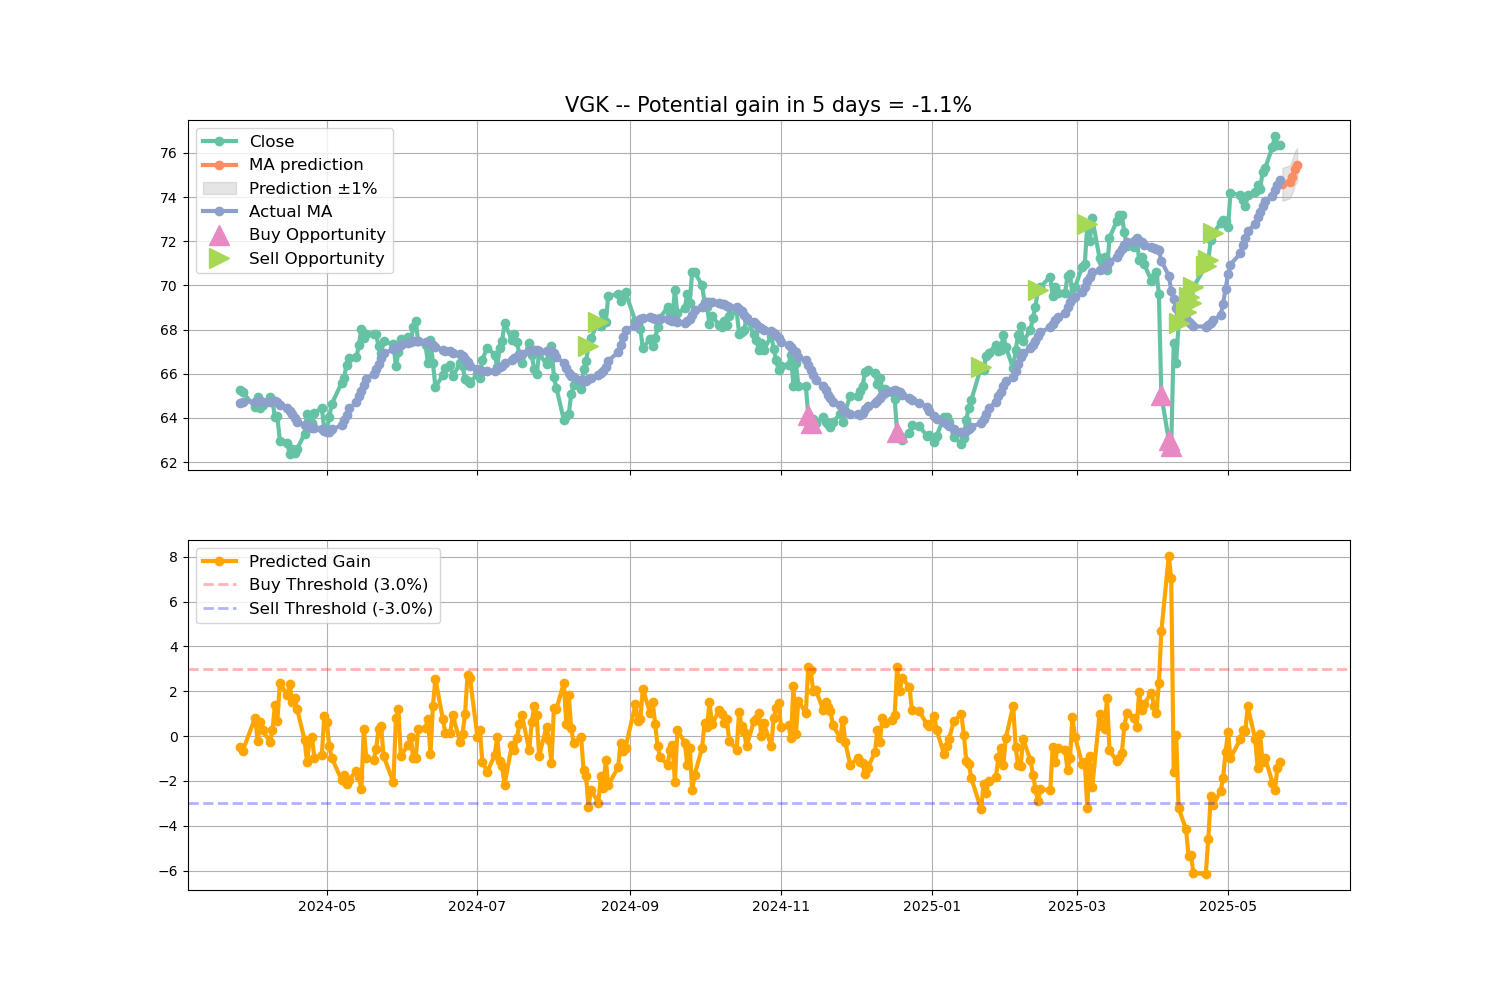 VGK -- Potential gain in 5 days = -1.1%
Close
MA prediction
Prediction ±1%
Actual MA
Buy Opportunity
Sell Opportunity
76
74
72
70
68
66
64
62
Predicted Gain
Buy Threshold (3.0%)
Sell Threshold (-3.0%)
8
6
4
2
0
−2
−4
−6
2024-05 2024-07 2024-09 2024-11 2025-01 2025-03 2025-05